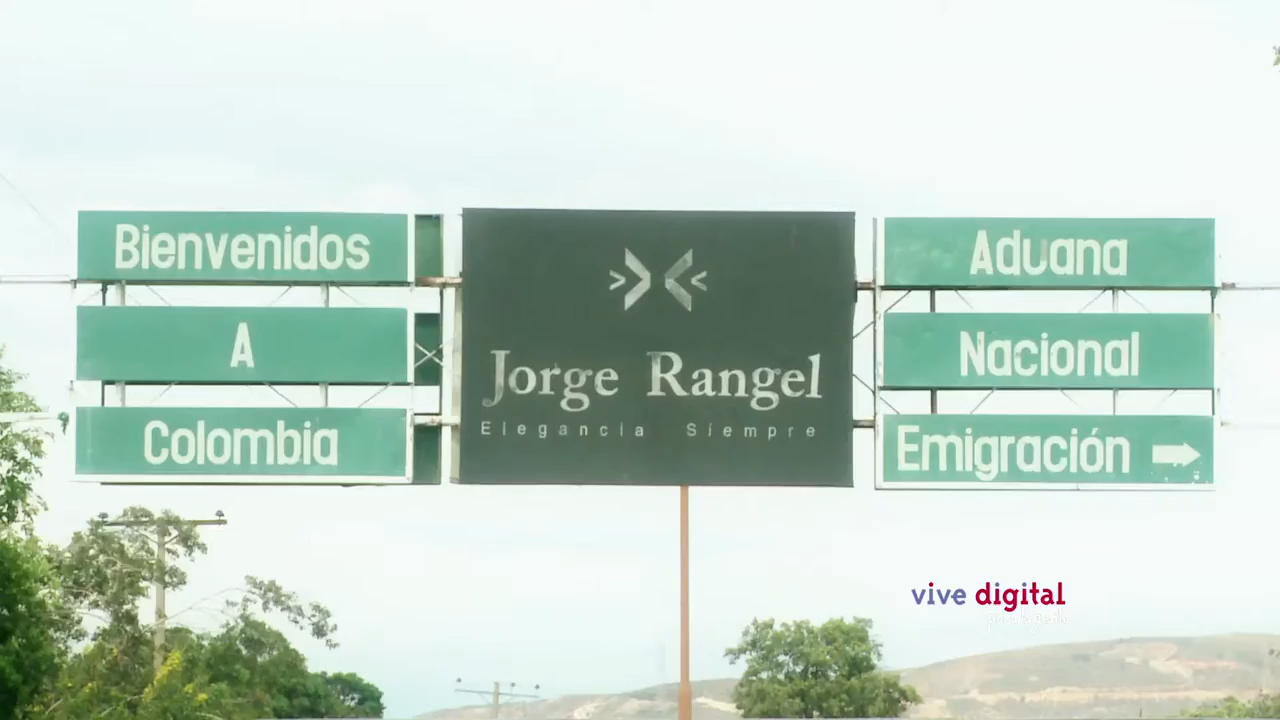 Bienvenidos
A
Colombia
Jorge Rangel
Elegancia Siempre
Aduana
Nacional
Emigración
vive digital